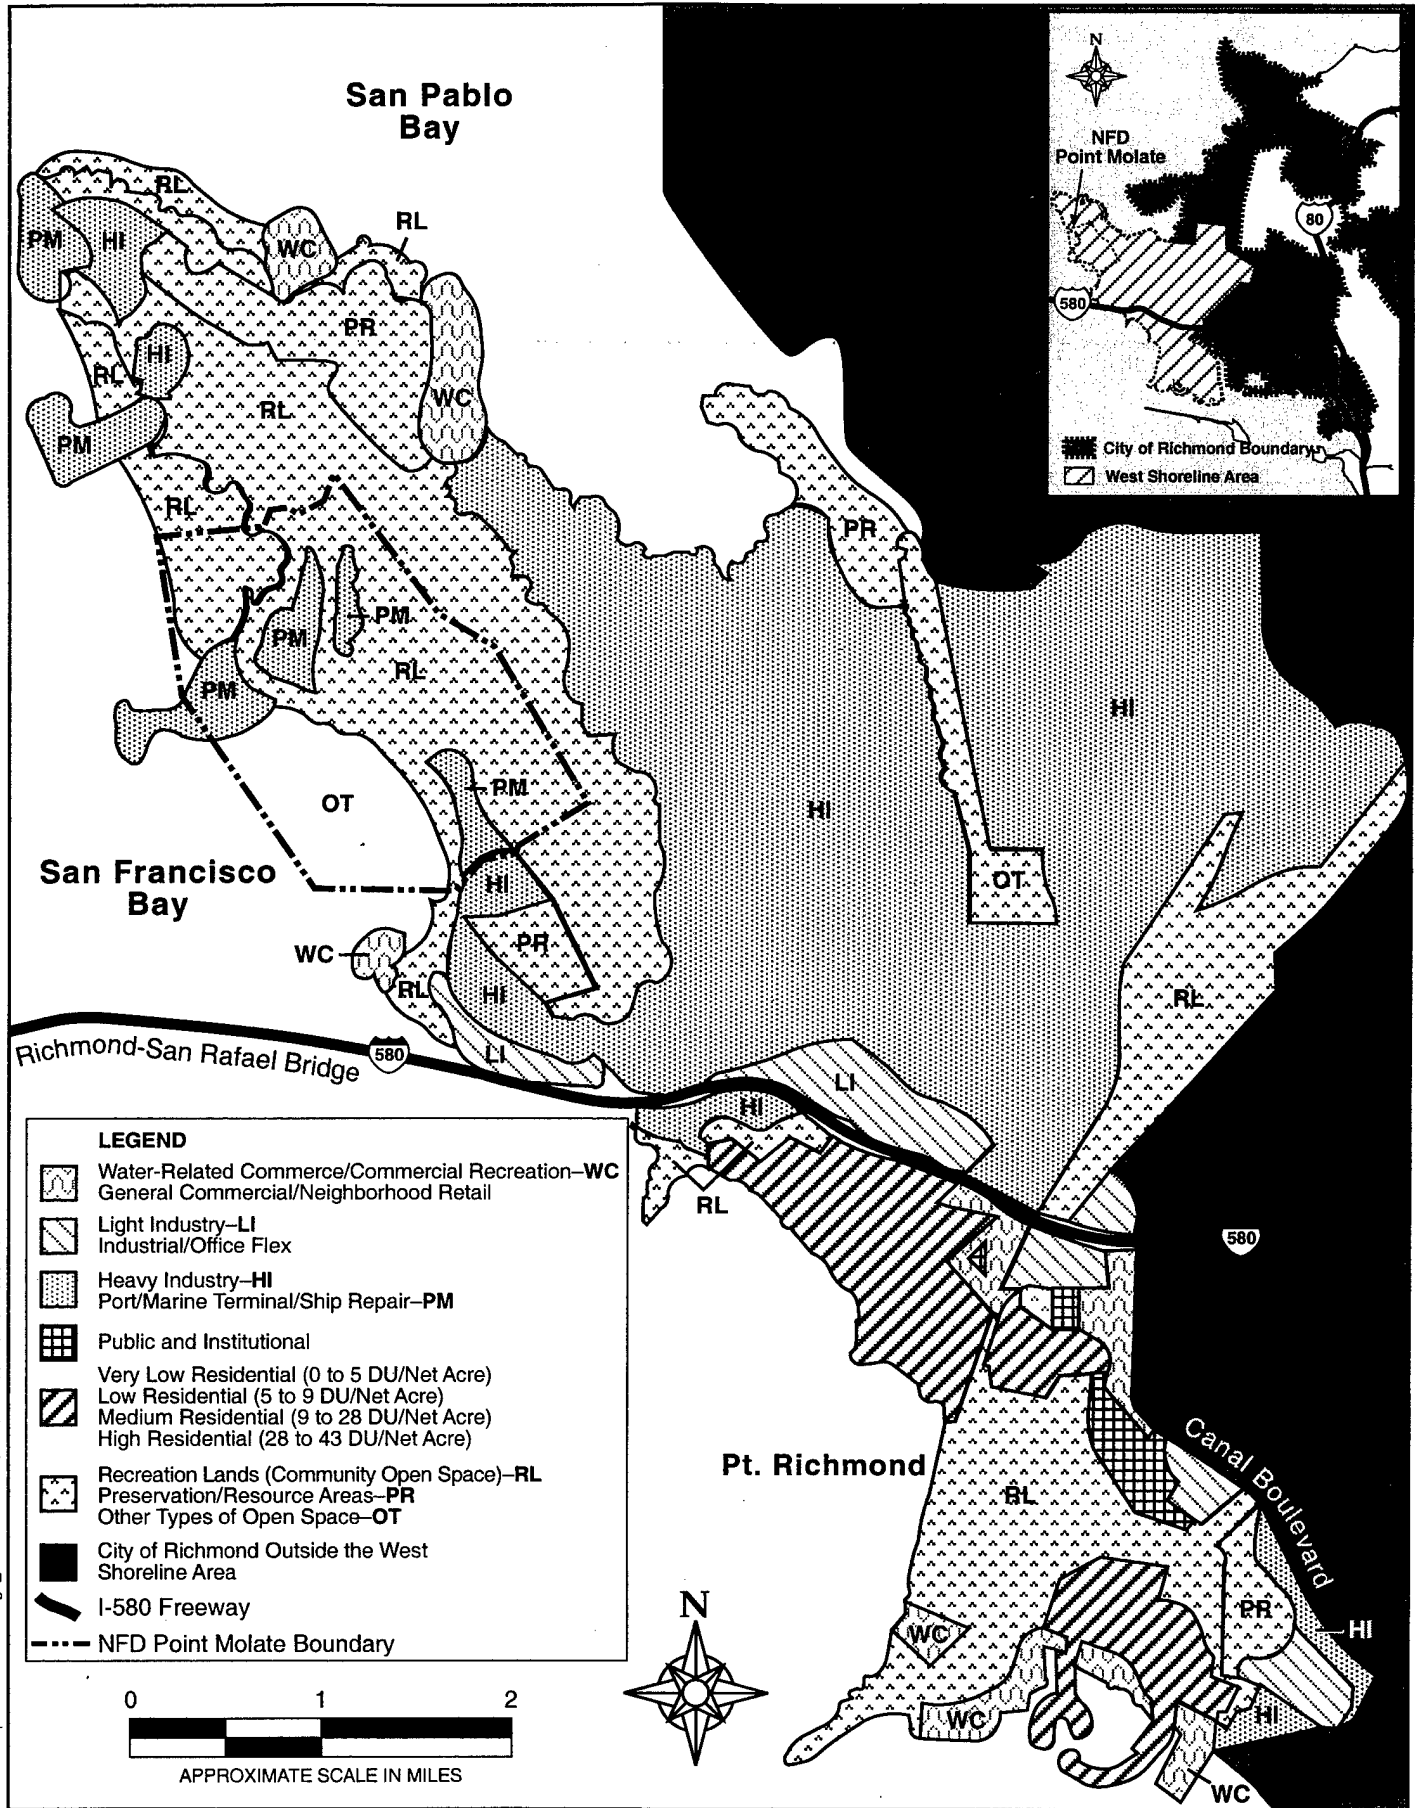 San Pablo
Bay
N
NFD
Point Molate
80
580
City of Richmond Boundary
West Shoreline Area
RL
PM
HI
WC
RL
PR
HI
RL
RL
WC
PM
RL
PR
PM
PM
RL
PM
HI
PM
OT
HI
San Francisco
Bay
HI
OT
PR
WC
RL
HI
RL
Richmond-San Rafael Bridge
580
LI
LI
HI
RL
580
LEGEND
Water-Related Commerce/Commercial Recreation–WC
General Commercial/Neighborhood Retail
Light Industry–LI
Industrial/Office Flex
Heavy Industry–HI
Port/Marine Terminal/Ship Repair–PM
Public and Institutional
Very Low Residential (0 to 5 DU/Net Acre)
Low Residential (5 to 9 DU/Net Acre)
Medium Residential (9 to 28 DU/Net Acre)
High Residential (28 to 43 DU/Net Acre)
Recreation Lands (Community Open Space)–RL
Preservation/Resource Areas–PR
Other Types of Open Space–OT
City of Richmond Outside the West
Shoreline Area
I-580 Freeway
NFD Point Molate Boundary
Pt. Richmond
Canal Boulevard
RL
PR
HI
WC
WC
HI
WC
N
0 1 2
APPROXIMATE SCALE IN MILES